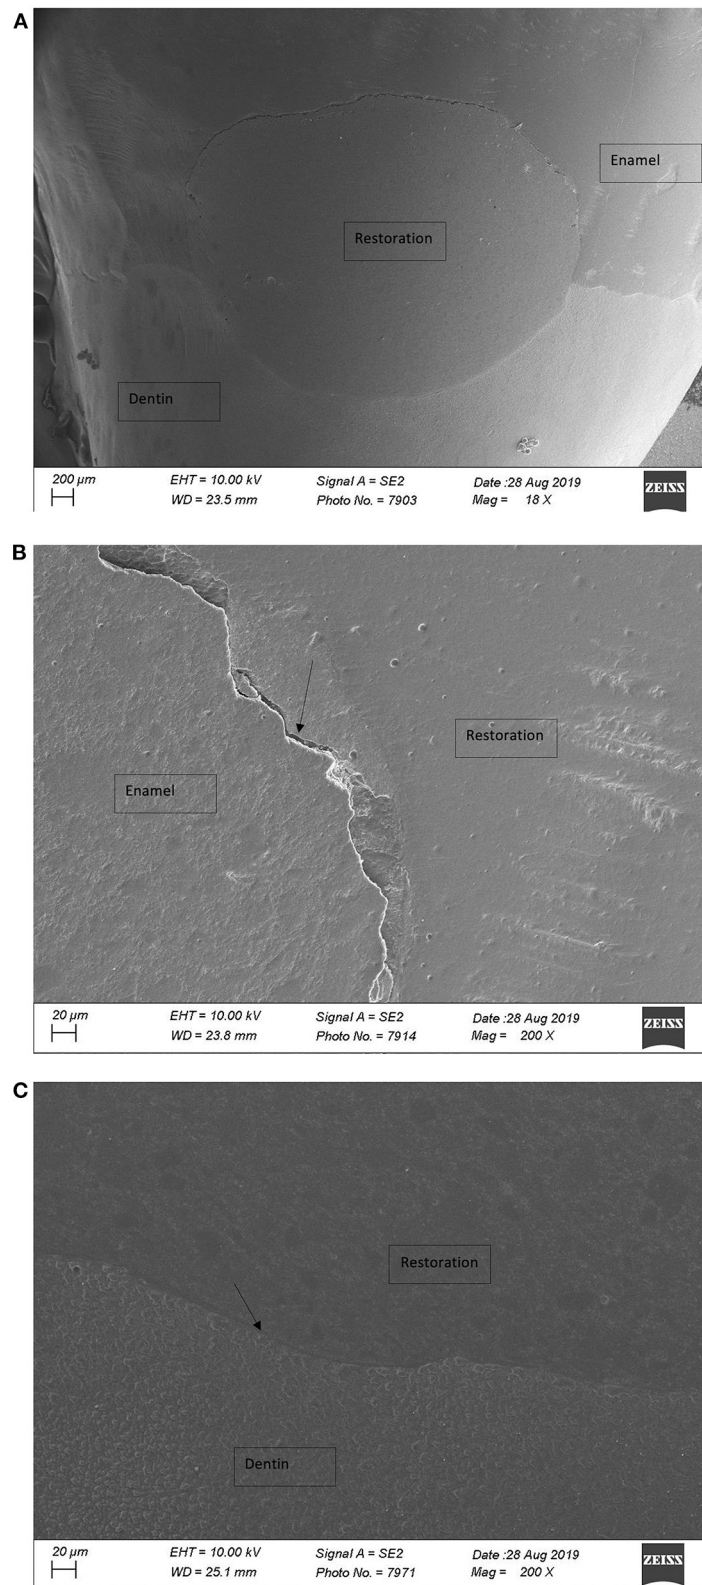 A
Enamel
Restoration
Dentin
200 µm
EHT = 10.00 kV
Signal A = SE2
Date :28 Aug 2019
WD = 23.5 mm
Photo No. = 7903
Mag = 18 X
ZEISS
B
Restoration
Enamel
20 µm
EHT = 10.00 kV
Signal A = SE2
Date :28 Aug 2019
WD = 23.8 mm
Photo No. = 7914
Mag = 200 X
ZEISS
C
Restoration
Dentin
20 µm
EHT = 10.00 kV
Signal A = SE2
Date :28 Aug 2019
WD = 25.1 mm
Photo No. = 7971
Mag = 200 X
ZEISS